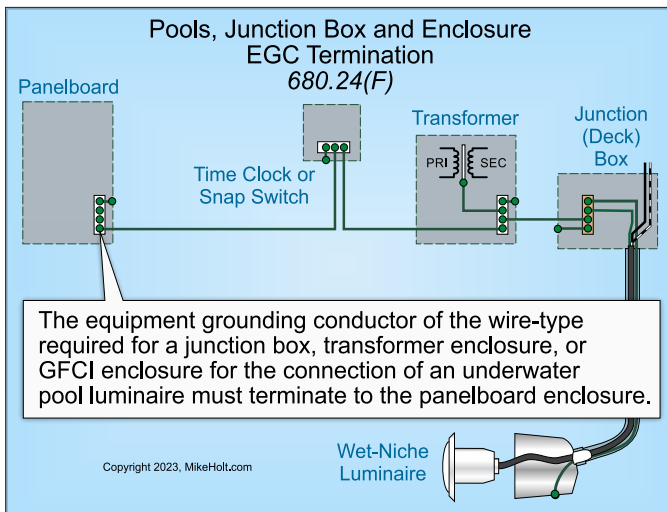 Pools, Junction Box and Enclosure
EGC Termination
680.24(F)
Panelboard
Time Clock or
Snap Switch
Transformer
PRI
SEC
Junction
(Deck)
Box
The equipment grounding conductor of the wire-type
required for a junction box, transformer enclosure, or
GFCI enclosure for the connection of an underwater
pool luminaire must terminate to the panelboard enclosure.
Wet-Niche
Luminaire
Copyright 2023, MikeHolt.com